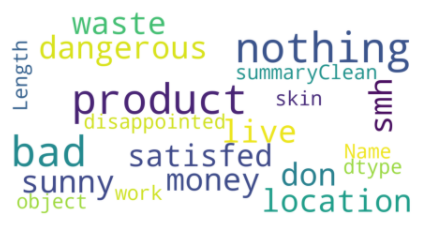 waste
nothing
dangerous
Length
summaryClean
product
skin
smh
disappointed
live
bad
satisfed
Name
sunny
money
don
dtype
work
object
location